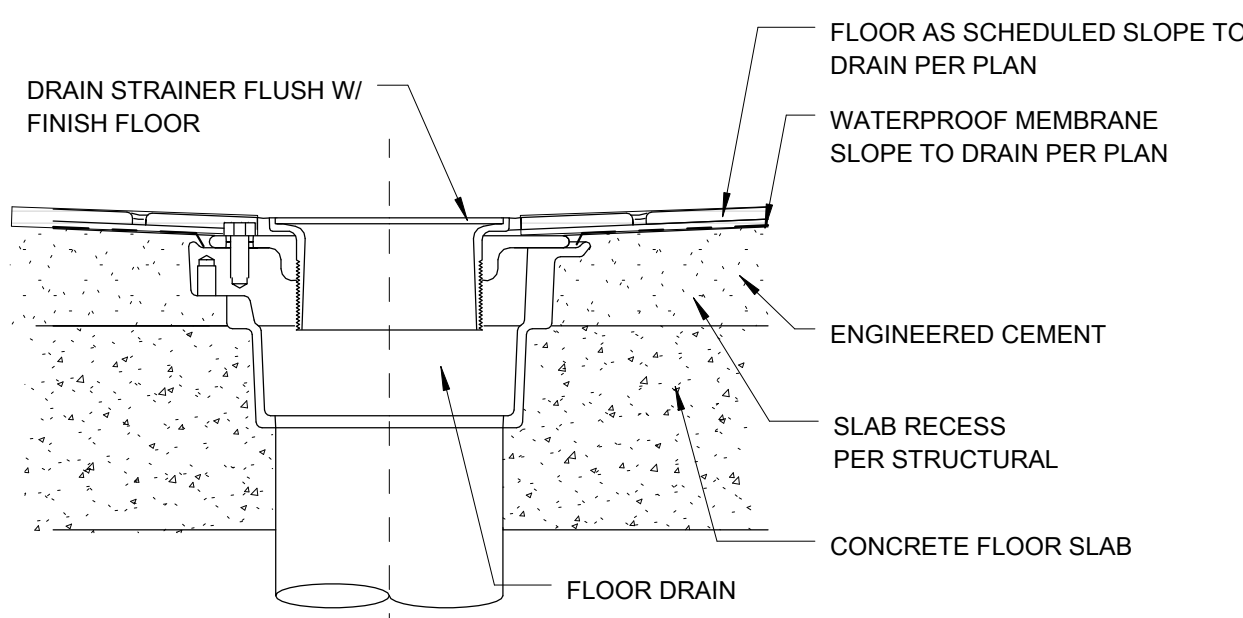 FLOOR AS SCHEDULED SLOPE TO
DRAIN PER PLAN
DRAIN STRAINER FLUSH W/
FINISH FLOOR
WATERPROOF MEMBRANE
SLOPE TO DRAIN PER PLAN
ENGINEERED CEMENT
SLAB RECESS
PER STRUCTURAL
CONCRETE FLOOR SLAB
FLOOR DRAIN